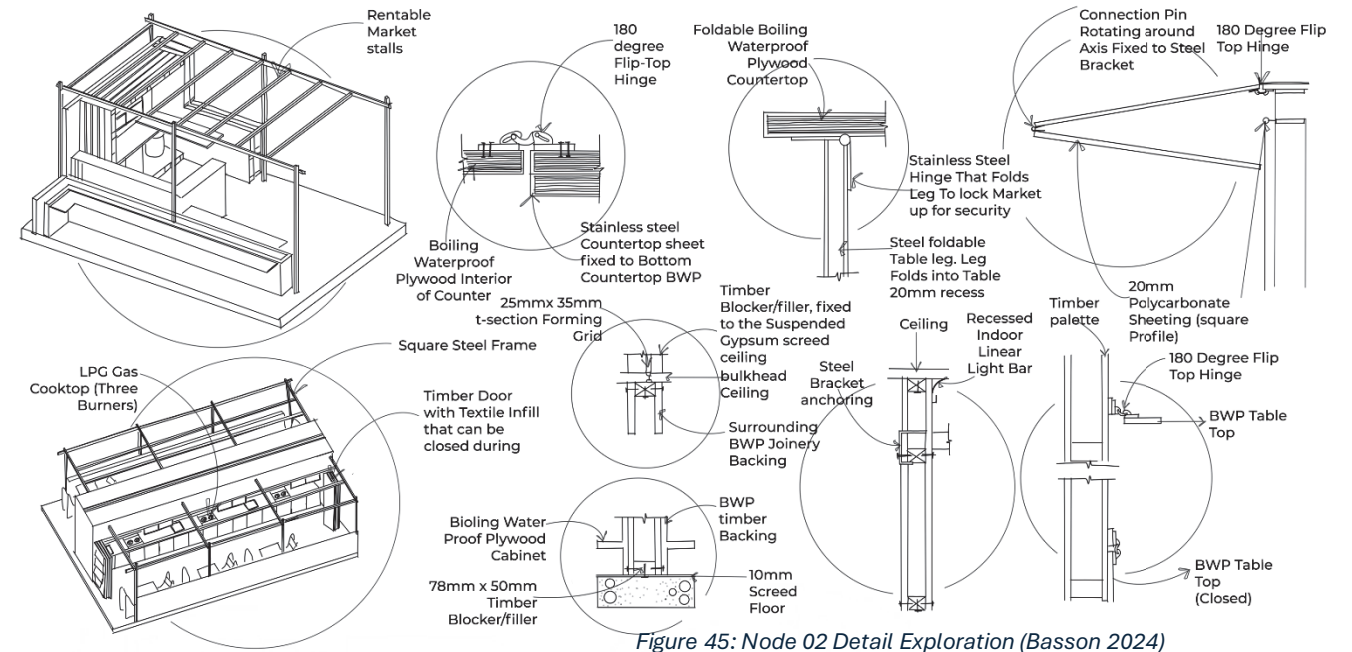 Rentable
Market
stalls
180
degree
Flip-Top
Hinge
Boiling
Waterproof
Plywood Interior
of Counter
Stainless steel
Countertop sheet
fixed to Bottom
Countertop BWP
Foldable Boiling
Waterproof
Plywood
Countertop
Stainless Steel
Hinge That Folds
Leg To lock Market
up for security
Steel foldable
Table leg. Leg
Folds into Table
20mm recess
Connection Pin
Rotating around
Axis Fixed to Steel
Bracket
180 Degree Flip
Top Hinge
20mm
Polycarbonate
Sheeting (square
Profile)
LPG Gas
Cooktop (Three
Burners)
Square Steel Frame
Timber Door
with Textile Infill
that can be
closed during
25mmx 35mm
t-section Forming
Grid
Timber
Blocker/filler, fixed
to the Suspended
Gypsum screed
ceiling
bulkhead
Ceiling
Surrounding
BWP Joinery
Backing
Bioling Water
Proof Plywood
Cabinet
78mm x 50mm
Timber
Blocker/filler
BWP
timber
Backing
10mm
Screed
Floor
Ceiling
Recessed
Indoor
Linear
Light Bar
Steel
Bracket
anchoring
Timber
palette
180 Degree Flip
Top Hinge
BWP Table
Top
BWP Table
Top
(Closed)
Figure 45: Node 02 Detail Exploration (Basson 2024)